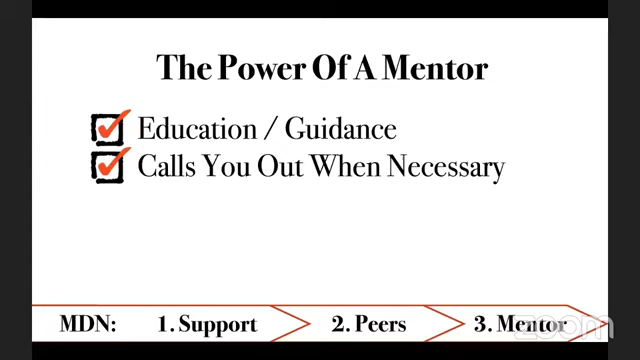 The Power Of A Mentor
Education / Guidance
Calls You Out When Necessary
MDN: 1. Support 2. Peers 3. Mentor
zoom